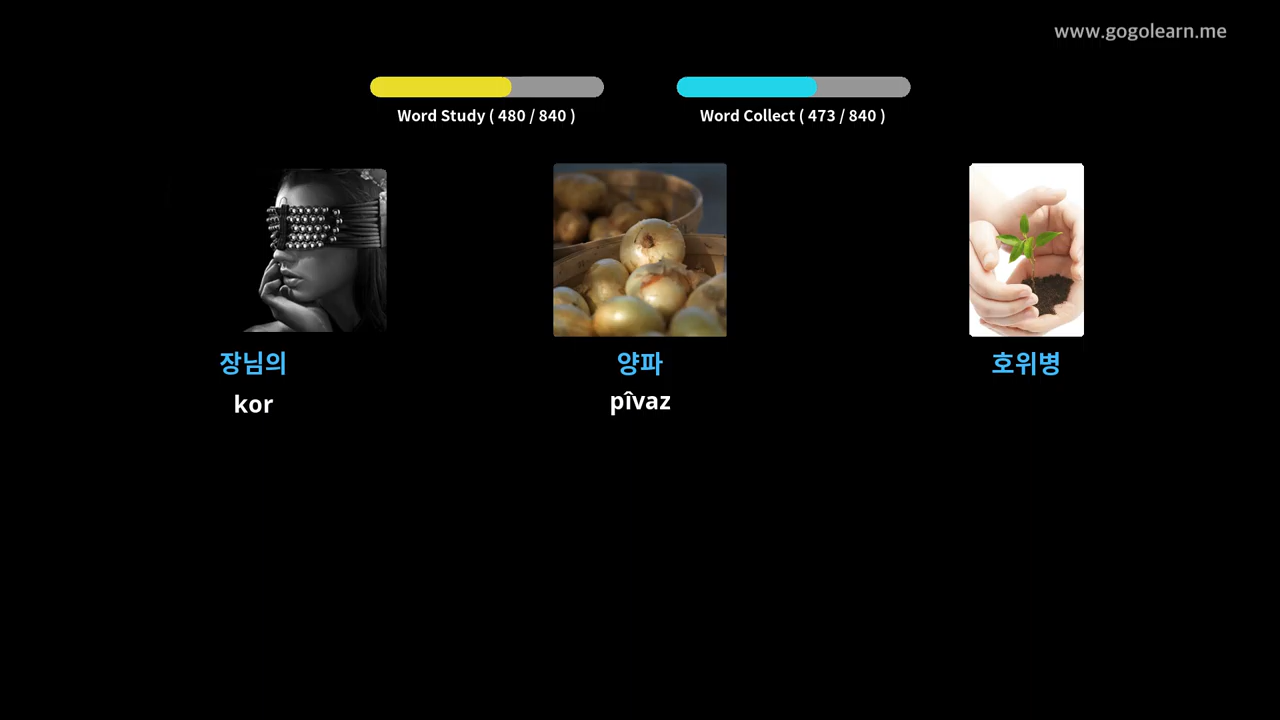 www.gogolearn.me
Word Study ( 480 / 840 )
Word Collect ( 473 / 840 )
장님의
kor
양파
pîvaz
호위병